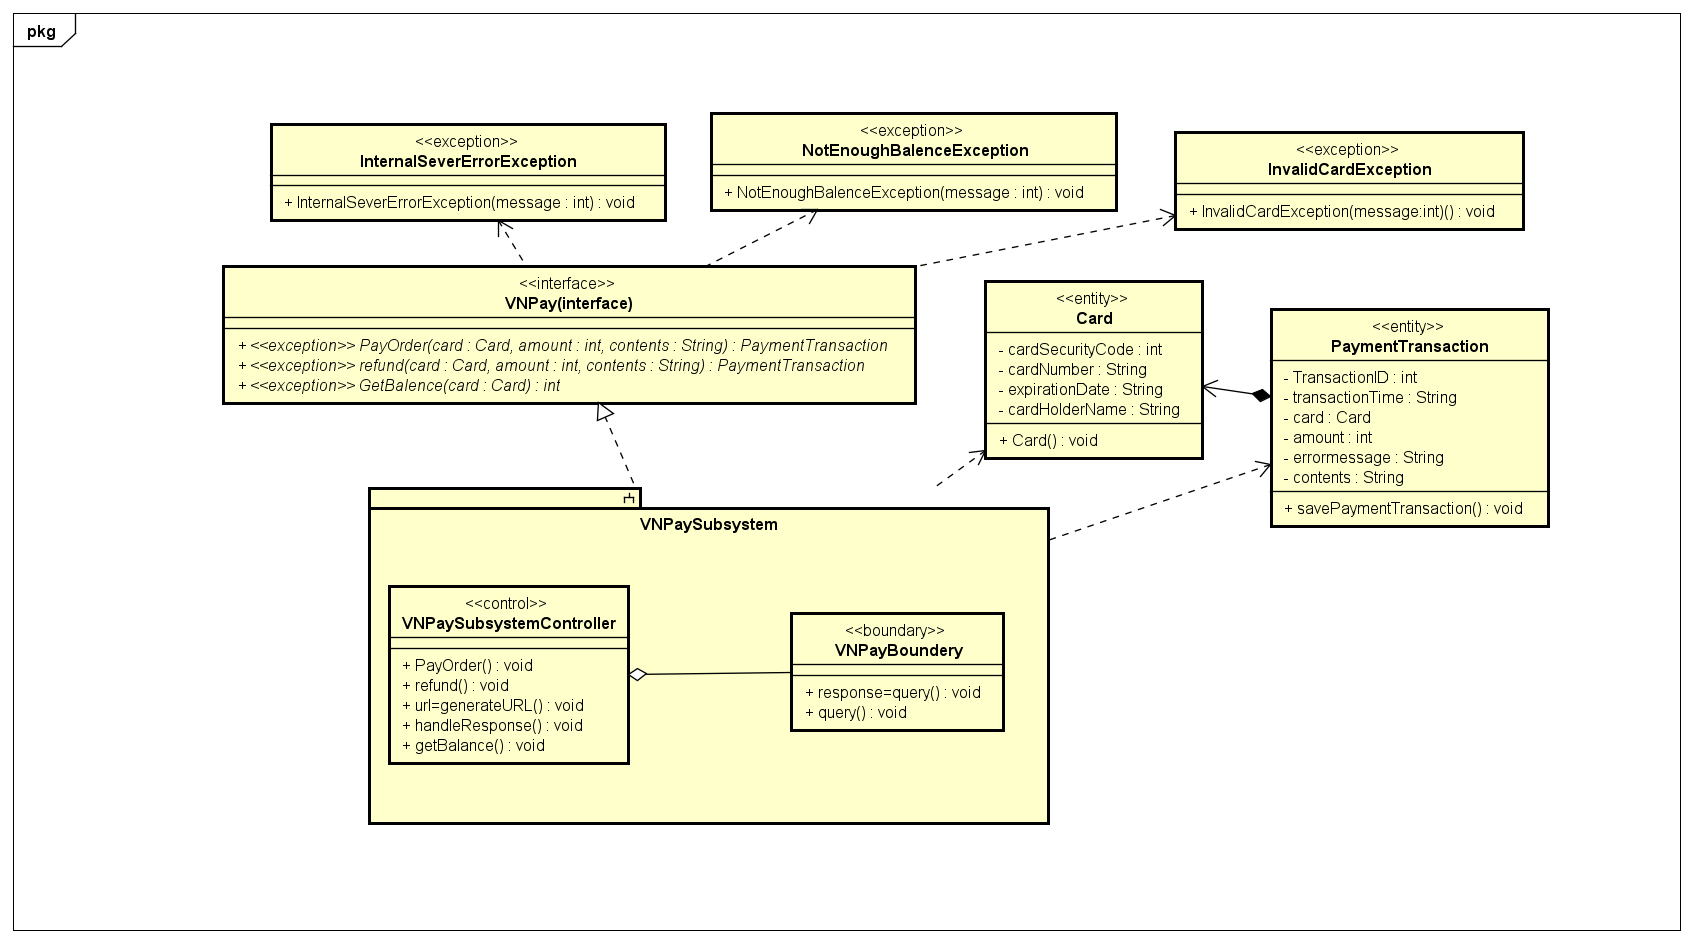 pkg
<<exception>>
InternalSeverErrorException
+ InternalSeverErrorException(message : int) : void
<<exception>>
NotEnoughBalenceException
+ NotEnoughBalenceException(message : int) : void
<<exception>>
InvalidCardException
+ InvalidCardException(message:int)() : void
<<interface>>
VNPay(interface)
+ <<exception>> PayOrder(card : Card, amount : int, contents : String) : PaymentTransaction
+ <<exception>> refund(card : Card, amount : int, contents : String) : PaymentTransaction
+ <<exception>> GetBalence(card : Card) : int
<<entity>>
Card
- cardSecurityCode : int
- cardNumber : String
- expirationDate : String
- cardHolderName : String
+ Card() : void
<<entity>>
PaymentTransaction
- TransactionID : int
- transactionTime : String
- card : Card
- amount : int
- errormessage : String
- contents : String
+ savePaymentTransaction() : void
VNPaySubsystem
<<control>>
VNPaySubsystemController
+ PayOrder() : void
+ refund() : void
+ url=generateURL() : void
+ handleResponse() : void
+ getBalance() : void
<<boundary>>
VNPayBoundery
+ response=query() : void
+ query() : void